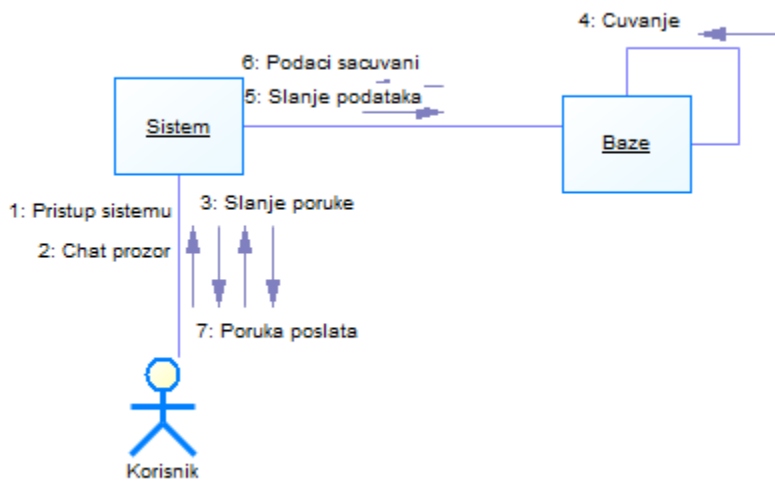 4: Cuvanje
6: Podaci sacuvani
5: Slanje podataka
Sistem
Baze
1: Pristup sistemu
3: Slanje poruke
2: Chat prozor
7: Poruka poslata
Korisnik